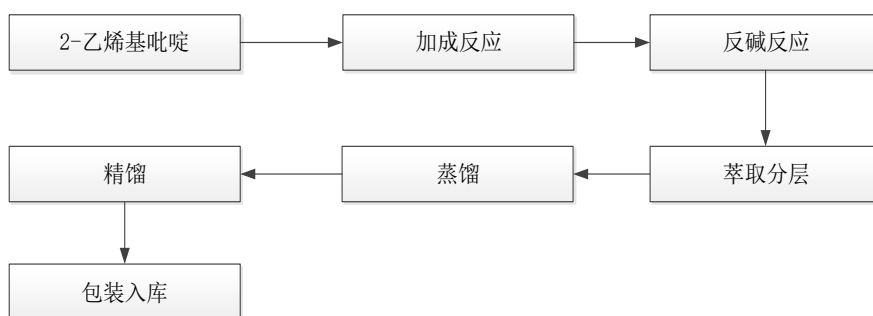 2-乙烯基吡啶
加成反应
反碱反应
萃取分层
蒸馏
精馏
包装入库